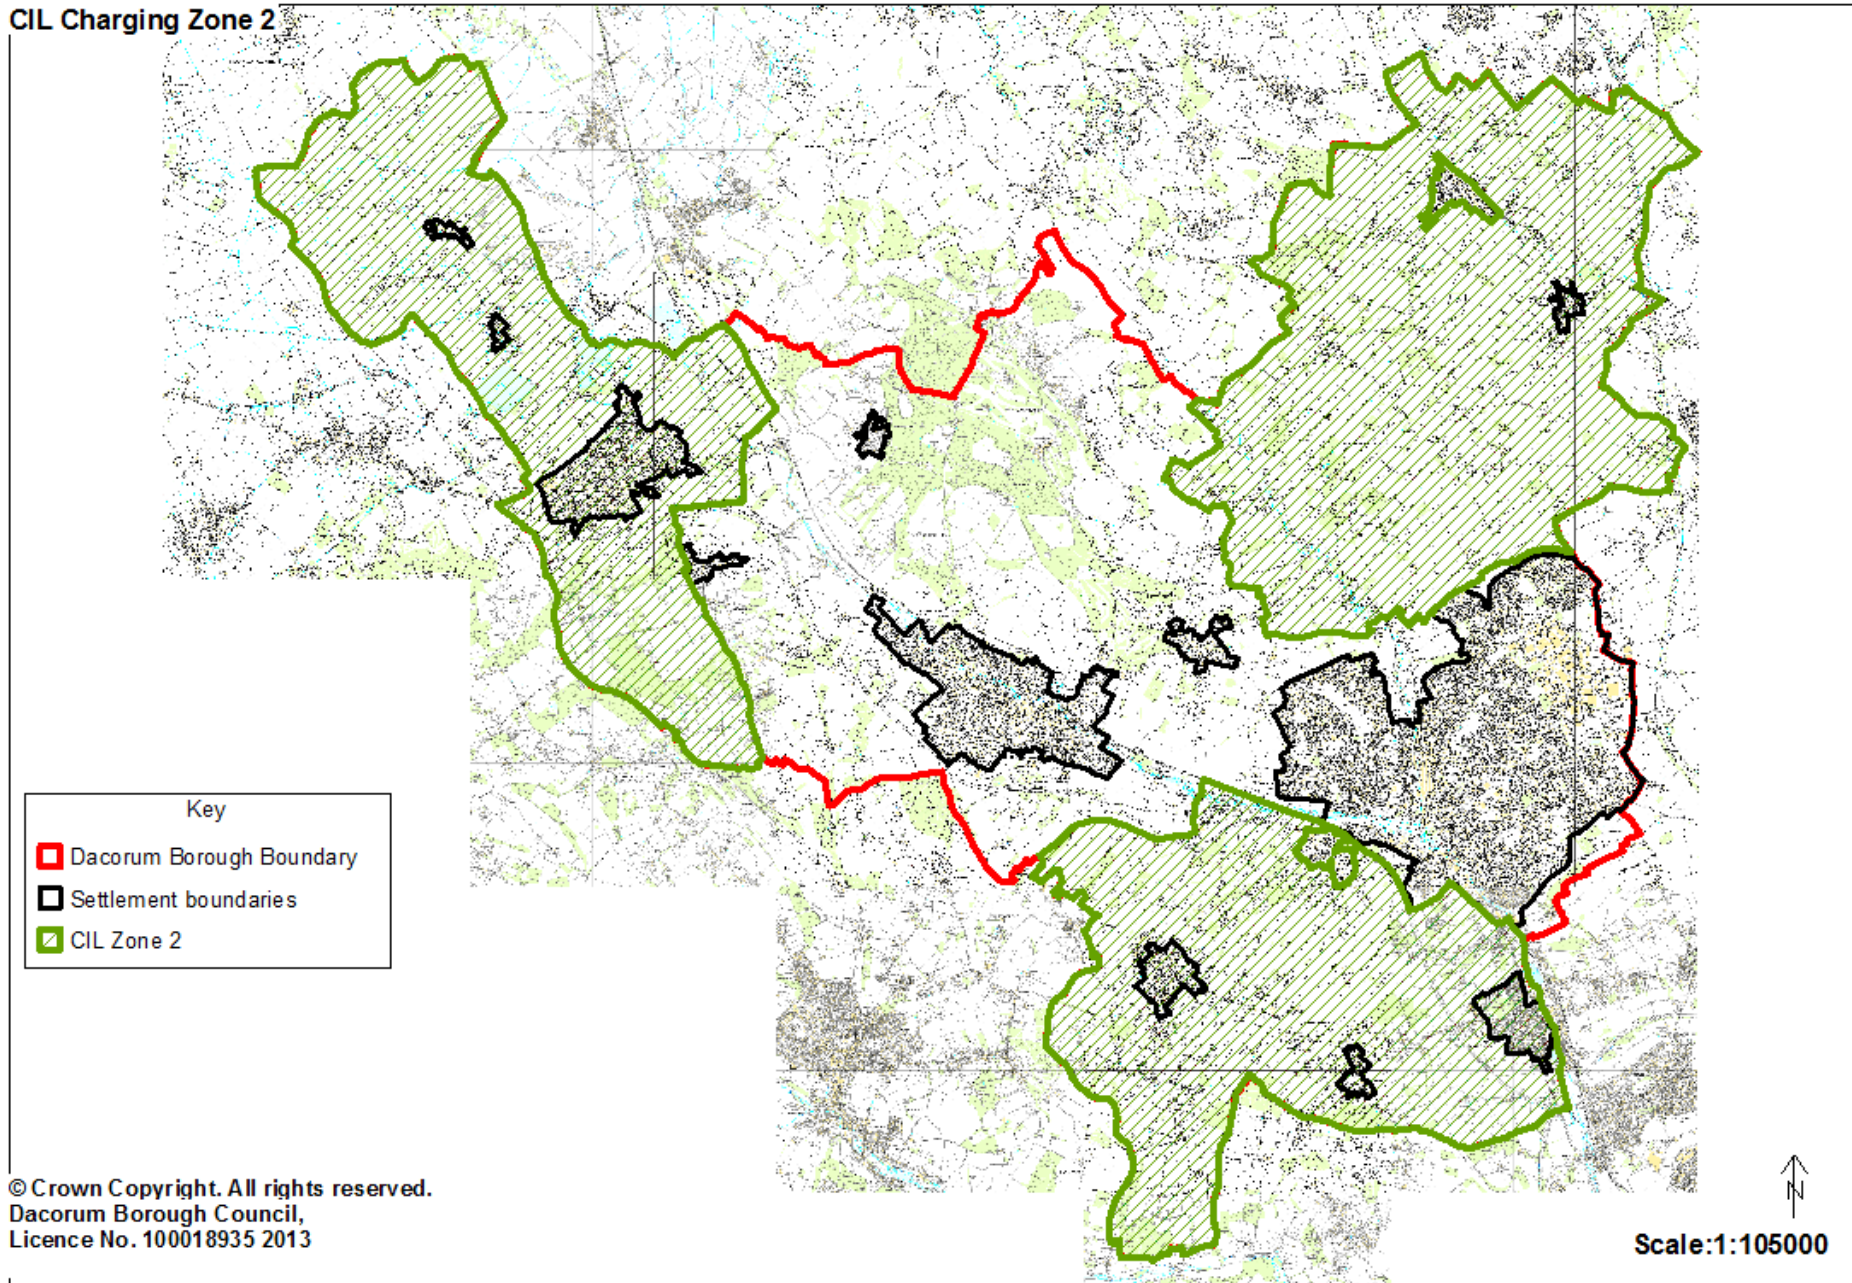 CIL Charging Zone 2
Key
Dacorum Borough Boundary
Settlement boundaries
CIL Zone 2
© Crown Copyright. All rights reserved.
Dacorum Borough Council,
Licence No. 100018935 2013
N
Scale:1:105000